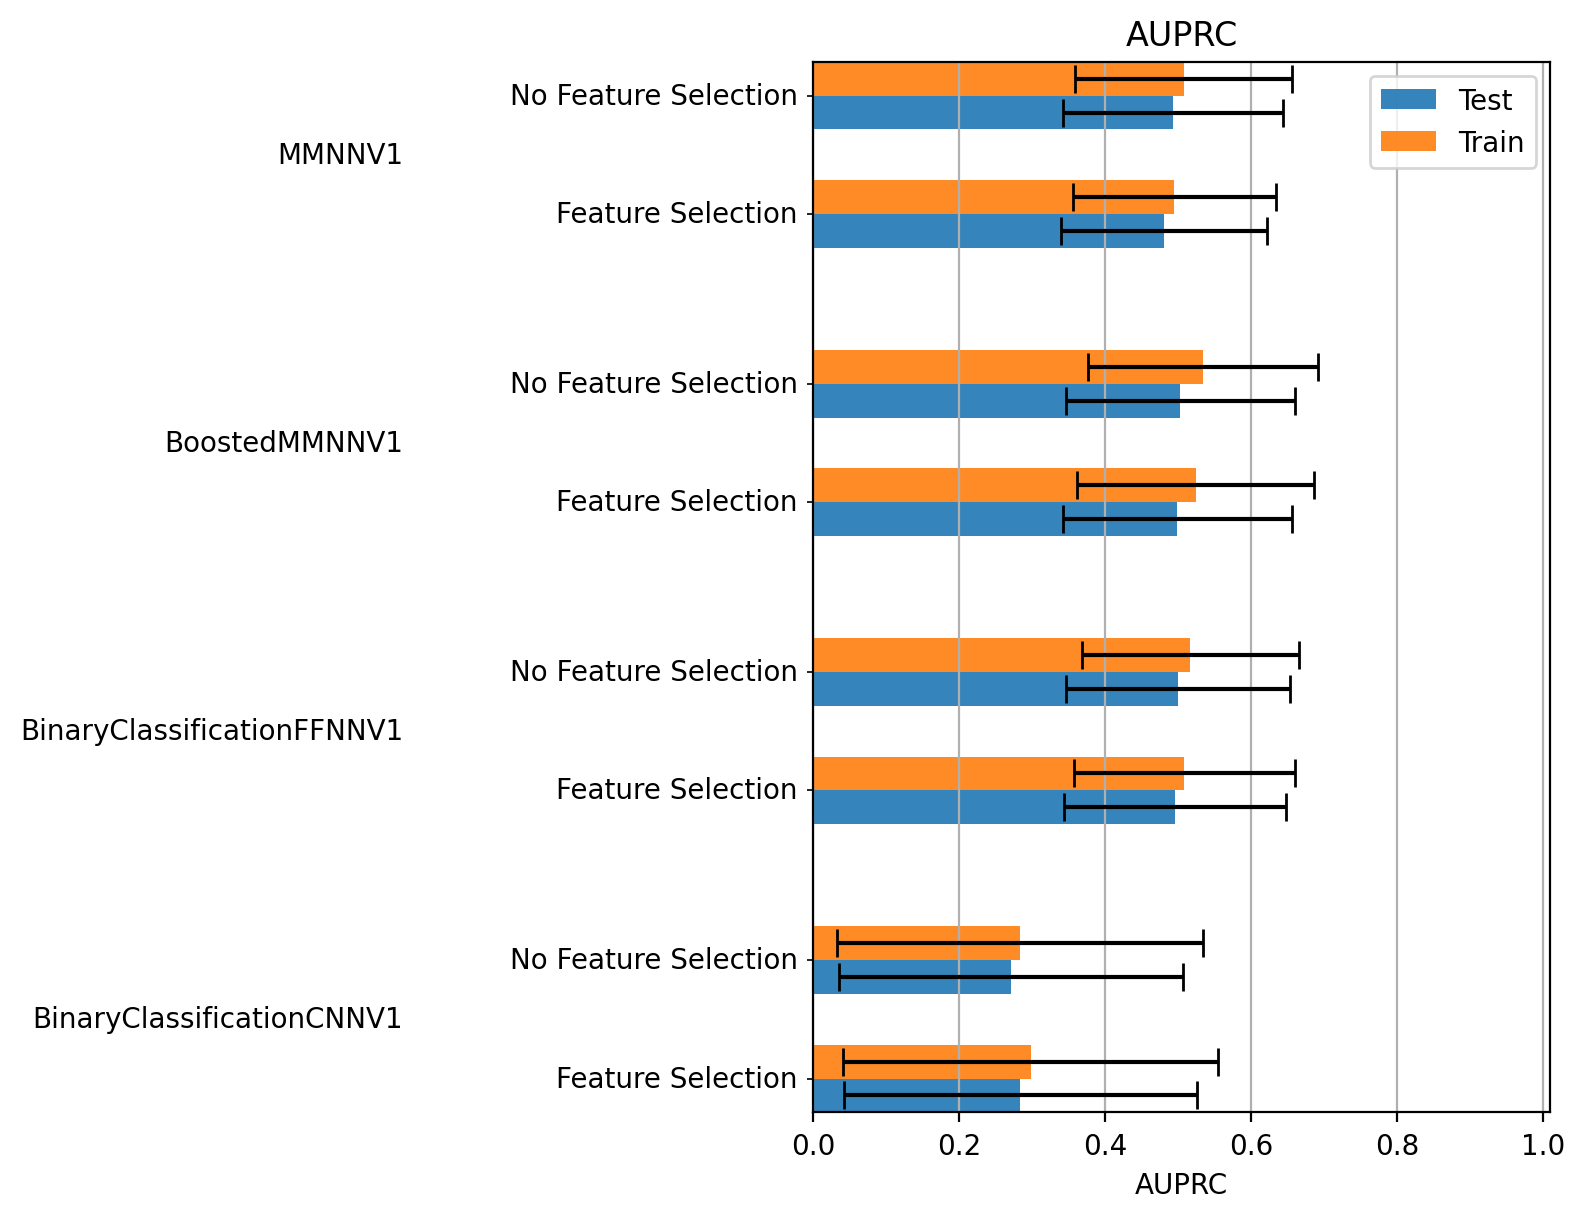 AUPRC
No Feature Selection
MMNNV1
Feature Selection
No Feature Selection
BoostedMMNNV1
Feature Selection
No Feature Selection
BinaryClassificationFFNNV1
Feature Selection
No Feature Selection
BinaryClassificationCNNV1
Feature Selection
Test
Train
0.0 0.2 0.4 0.6 0.8 1.0
AUPRC